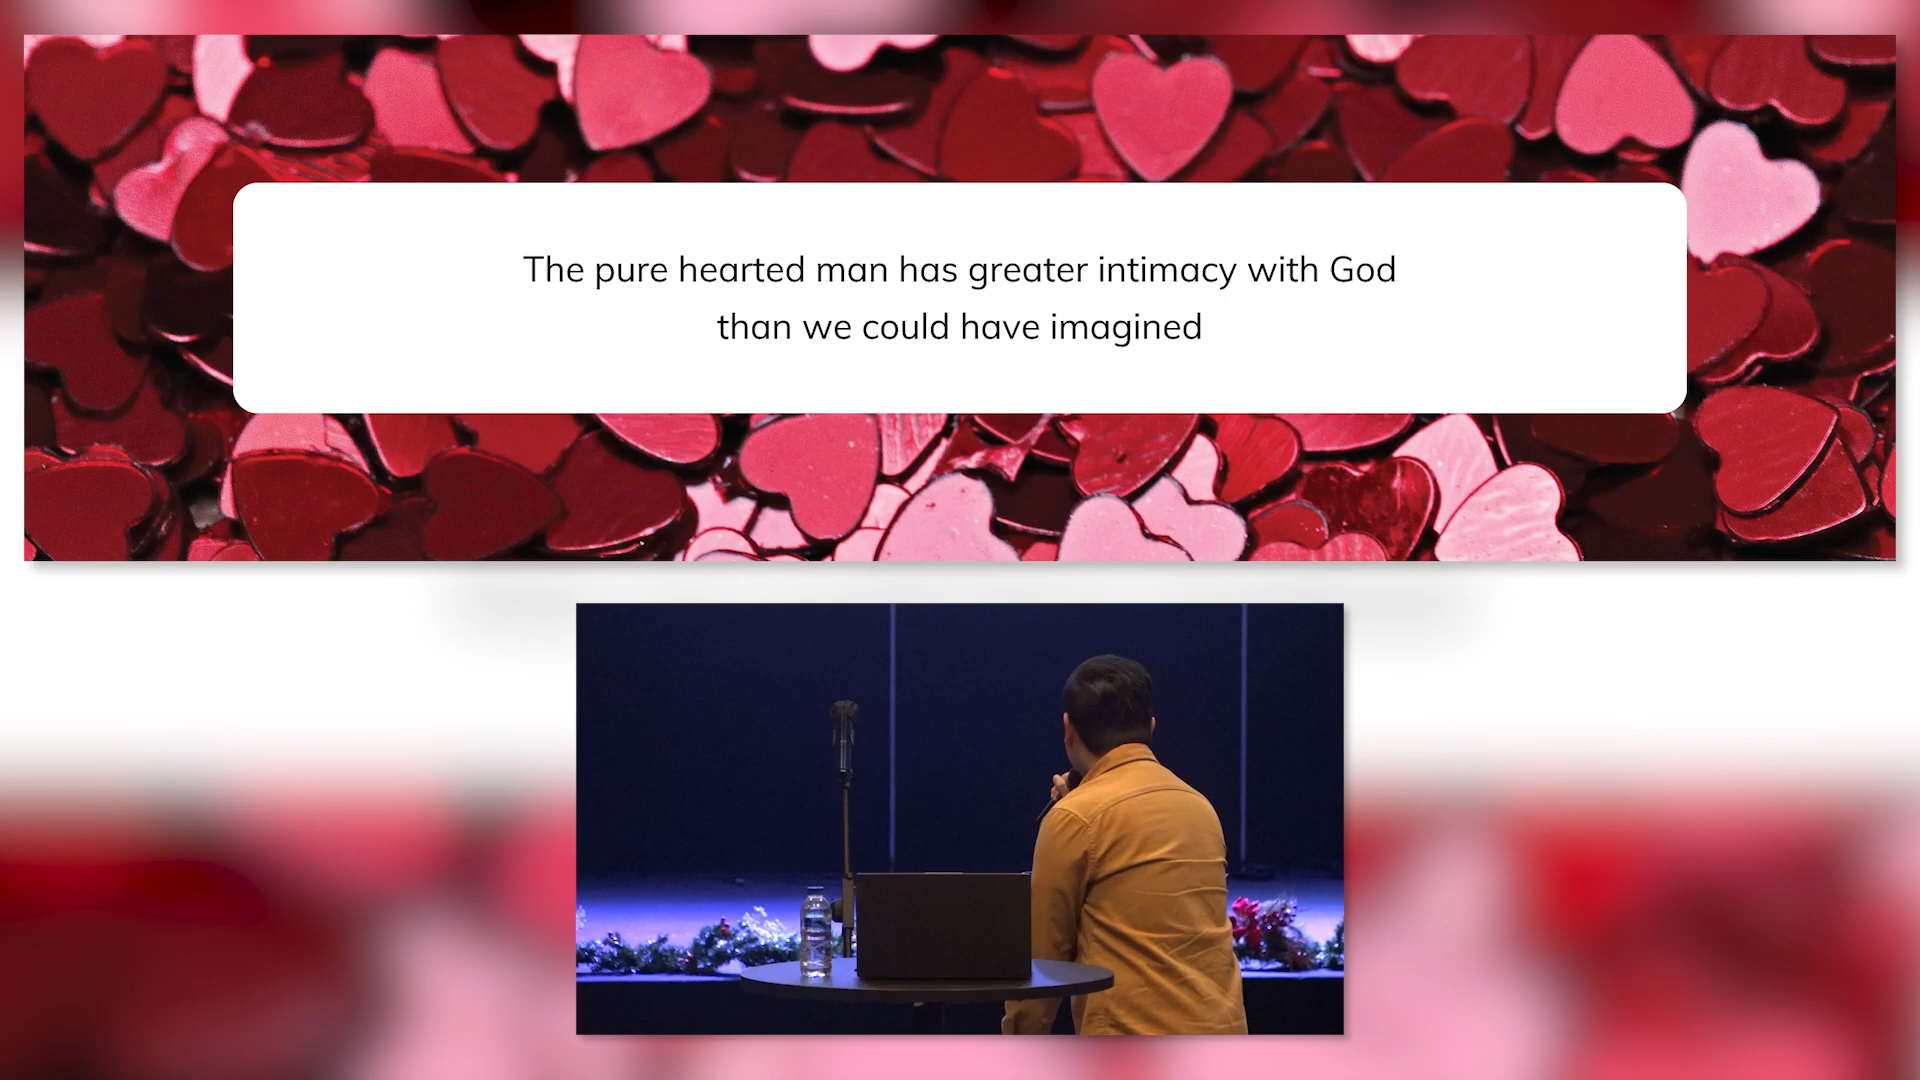 The pure hearted man has greater intimacy with God
than we could have imagined